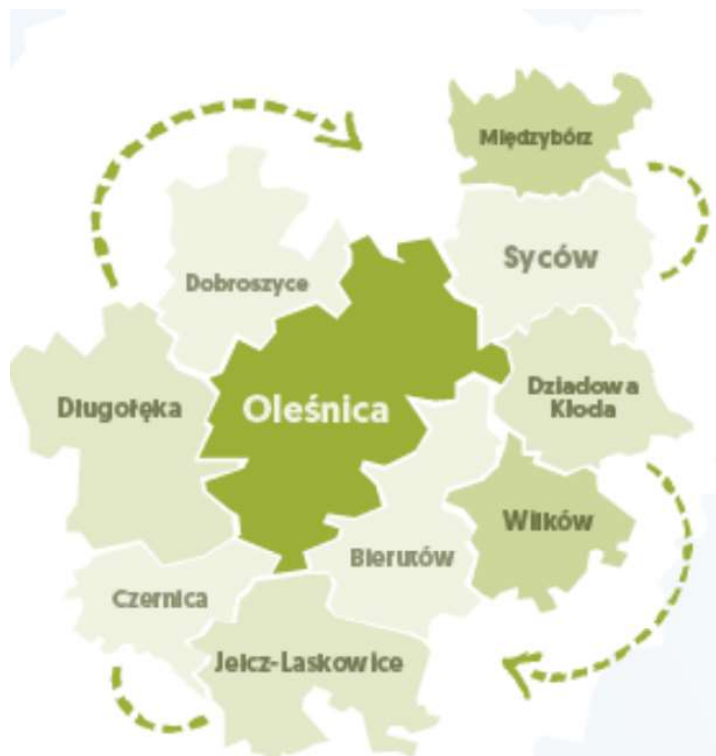 Międzybórz
Syców
Dobroszyce
Dziadowa
Kłoda
Długołęka
Oleśnica
Wilków
Bierutów
Czernica
Jelcz-Laskowice